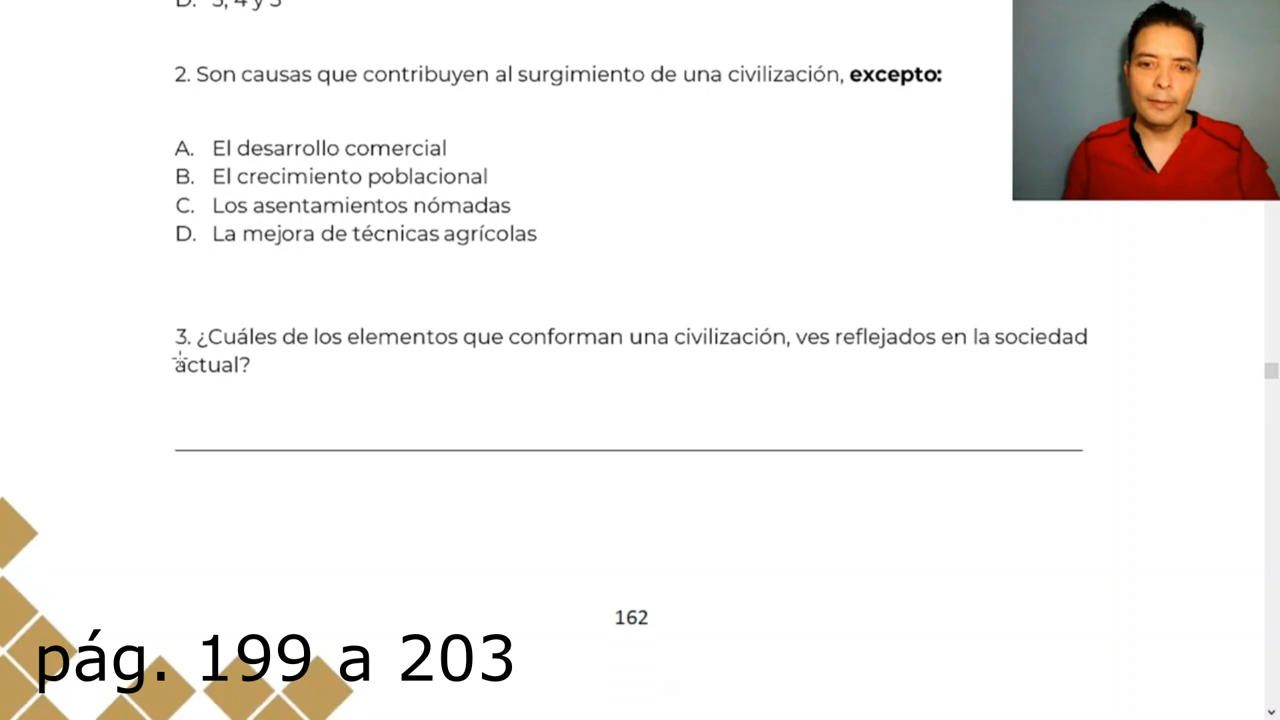 2. Son causas que contribuyen al surgimiento de una civilización, excepto:
A. El desarrollo comercial
B. El crecimiento poblacional
C. Los asentamientos nómadas
D. La mejora de técnicas agrícolas
3. ¿Cuáles de los elementos que conforman una civilización, ves reflejados en la sociedad
actual?
162
pág. 199 a 203